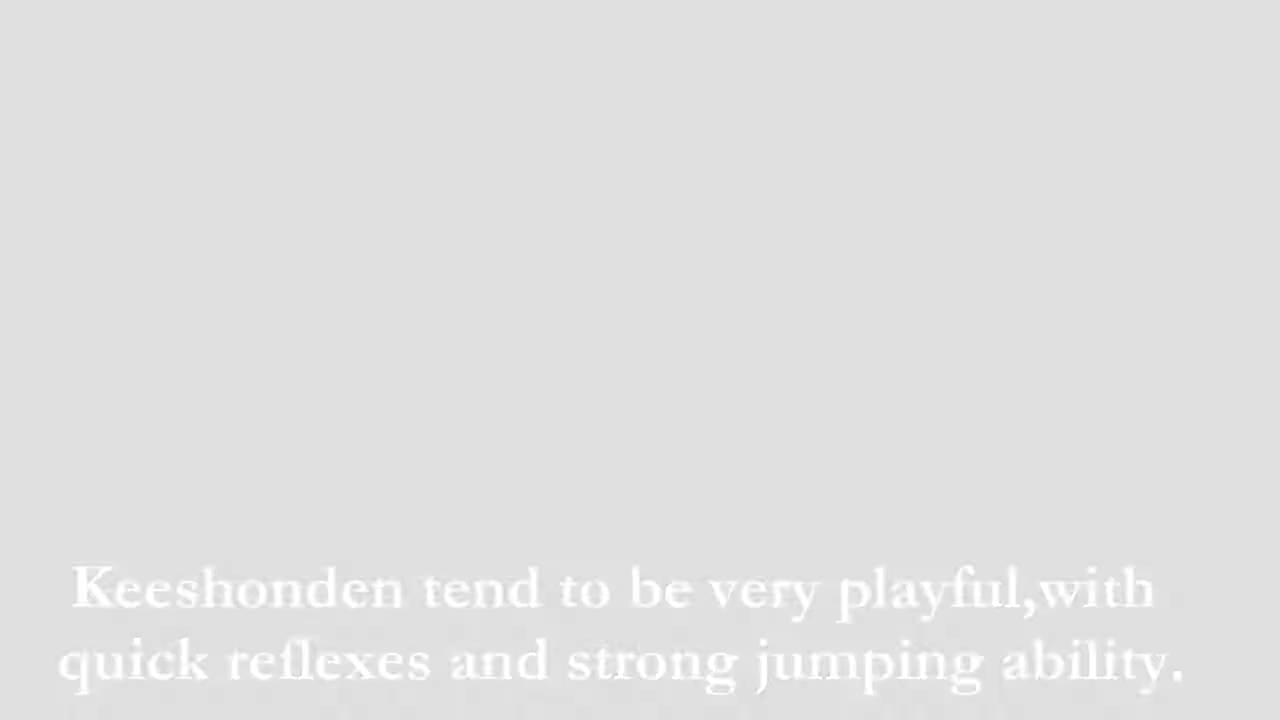 Keeshonden tend to be very playful,with
quick reflexes and strong jumping ability.